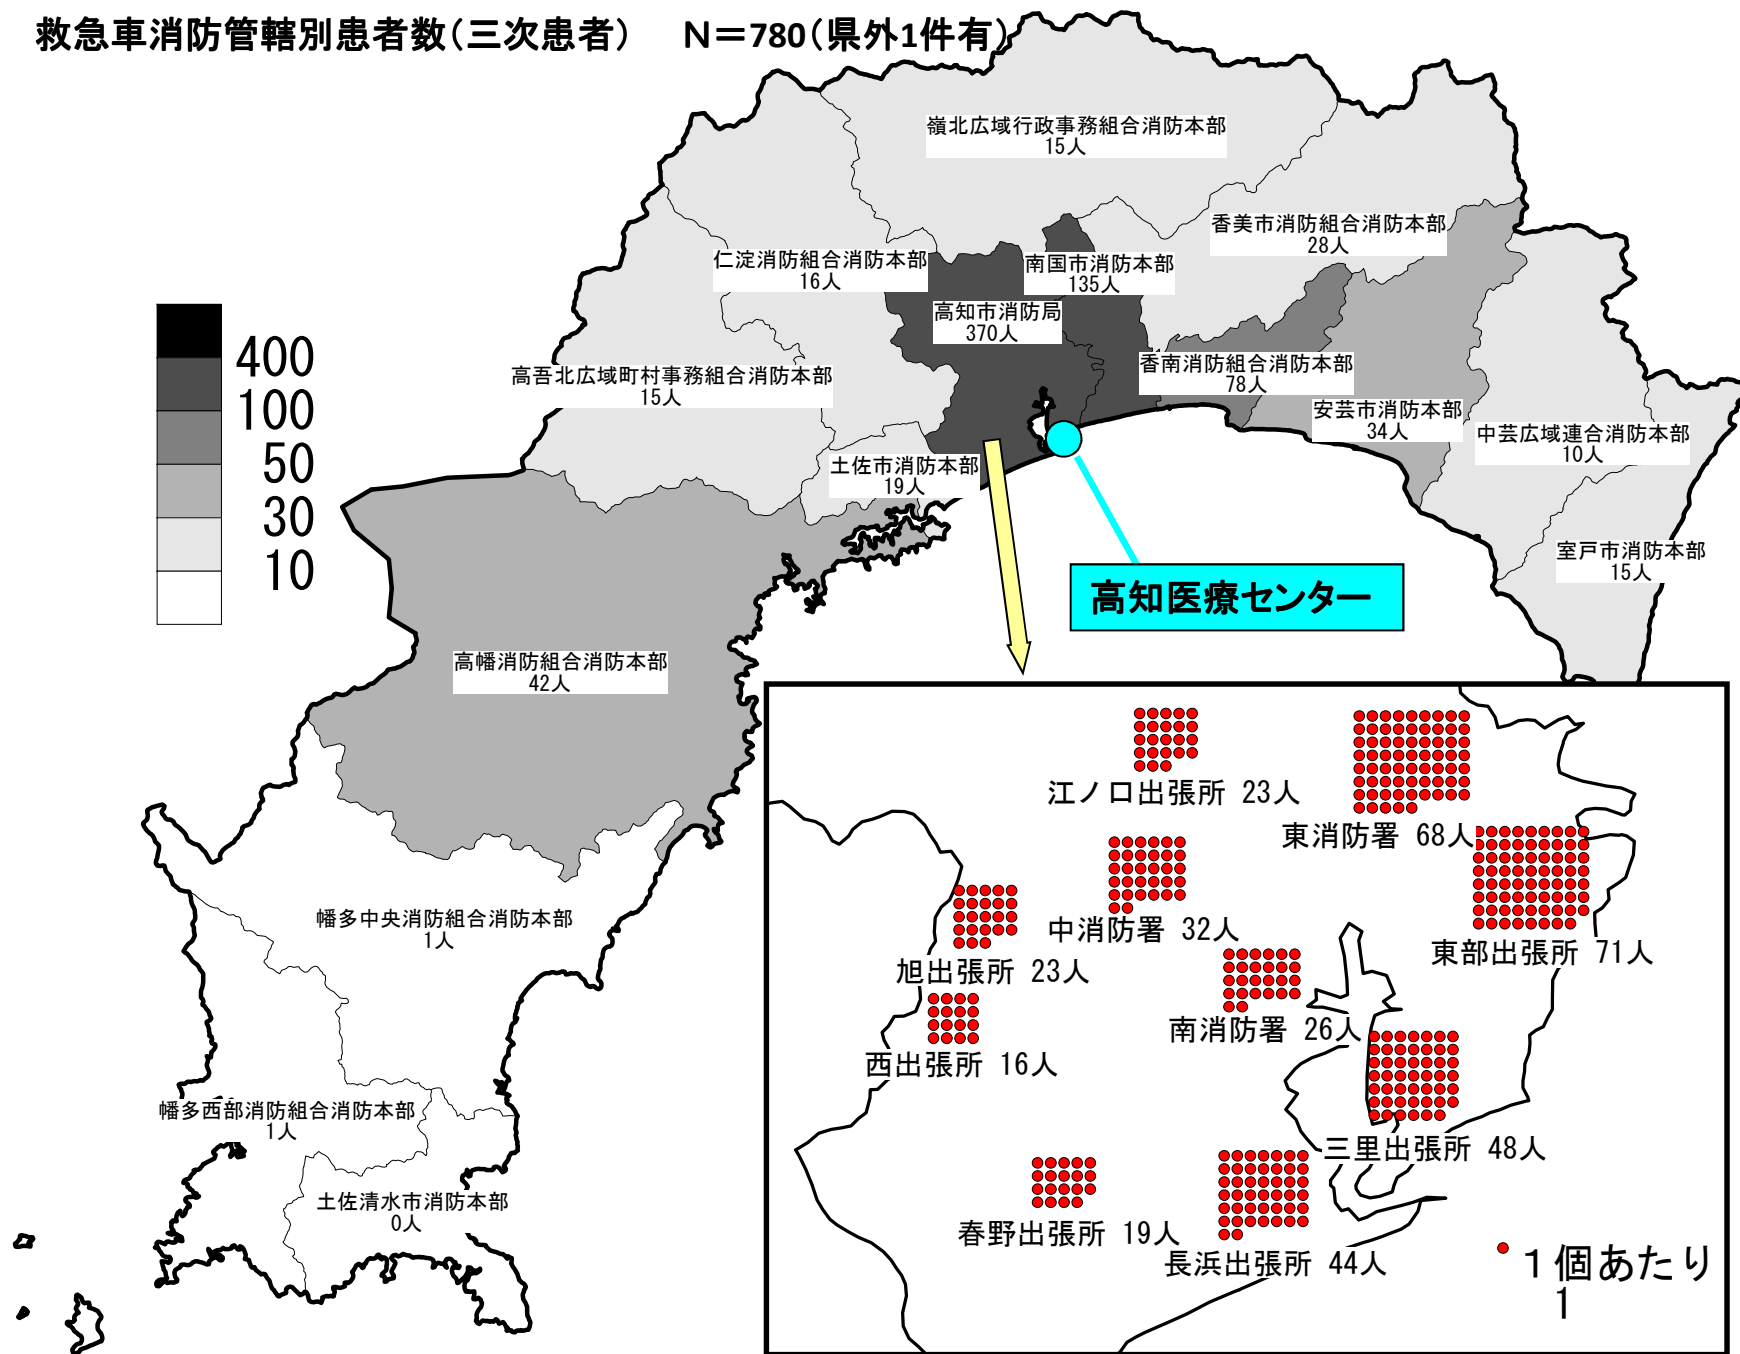 救急車消防管轄別患者数(三次患者)　N=780(県外1件有)
嶺北広域行政事務組合消防本部
15人
香美市消防組合消防本部
28人
仁淀消防組合消防本部
16人
南国市消防本部
135人
高知市消防局
370人
400
100
50
30
10
高吾北広域町村事務組合消防本部
15人
香南消防組合消防本部
78人
安芸市消防本部
34人
中芸広域連合消防本部
10人
土佐市消防本部
19人
室戸市消防本部
15人
高知医療センター
高幡消防組合消防本部
42人
幡多中央消防組合消防本部
1人
幡多西部消防組合消防本部
1人
土佐清水市消防本部
0人
江ノ口出張所 23人
東消防署 68人
中消防署 32人
東部出張所 71人
旭出張所 23人
南消防署 26人
西出張所 16人
三里出張所 48人
春野出張所 19人
長浜出張所 44人
１個あたり
1